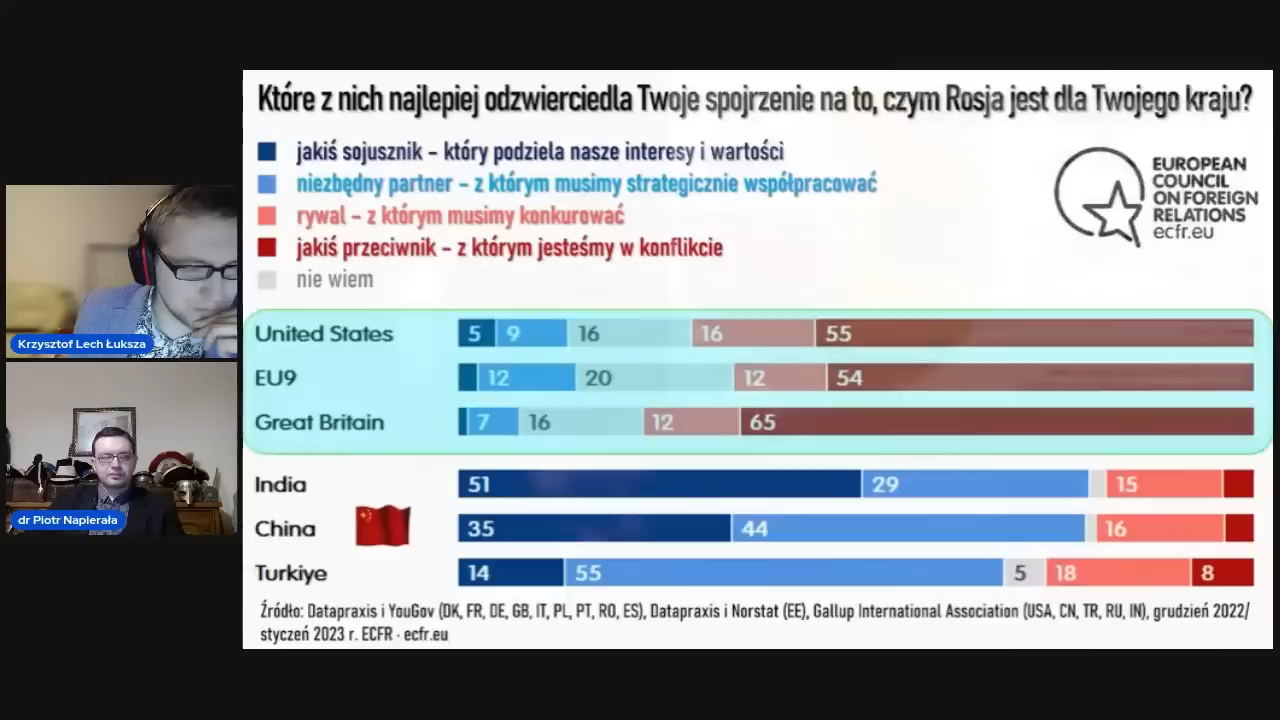 Które z nich najlepiej odzwierciedla Twoje spojrzenie na to, czym Rosja jest dla Twojego kraju?
jakiś sojusznik – który podziela nasze interesy i wartości
niezbędny partner – z którym musimy strategicznie współpracować
rywal – z którym musimy konkurować
jakiś przeciwnik – z którym jesteśmy w konflikcie
nie wiem
EUROPEAN
COUNCIL
ON FOREIGN
RELATIONS
ecfr.eu
United States 5 9 16 16 55
EU9 12 20 12 54
Great Britain 7 16 12 65
India 51 29 15
China 35 44 16
Turkiye 14 55 5 18 8
Źródło: Datapraxis i YouGov (DK, FR, DE, GB, IT, PL, PT, RO, ES), Datapraxis i Norstat (EE), Gallup International Association (USA, CN, TR, RU, IN), grudzień 2022/
styczeń 2023 r. ECFR · ecfr.eu
Krzysztof Lech Łuksza
dr Piotr Napierała